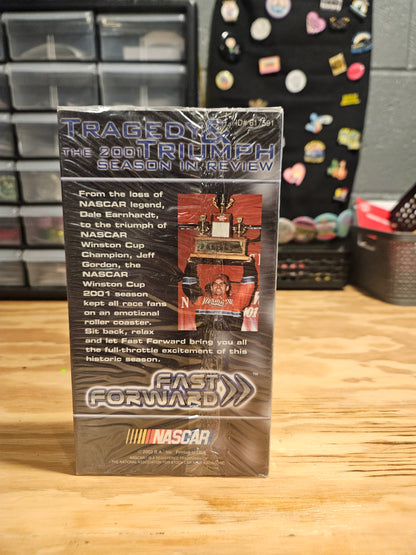 ID# 617591
TRAGEDY &
THE 2001 TRIUMPH
SEASON IN REVIEW
From the loss of
NASCAR legend,
Dale Earnhardt,
to the triumph of
NASCAR
Winston Cup
Champion, Jeff
Gordon, the
NASCAR
Winston Cup
2001 season
kept all race fans
on an emotional
roller coaster.
Sit back, relax
and let Fast Forward bring you all
the full-throttle excitement of this
historic season.
FAST
FORWARD
NASCAR